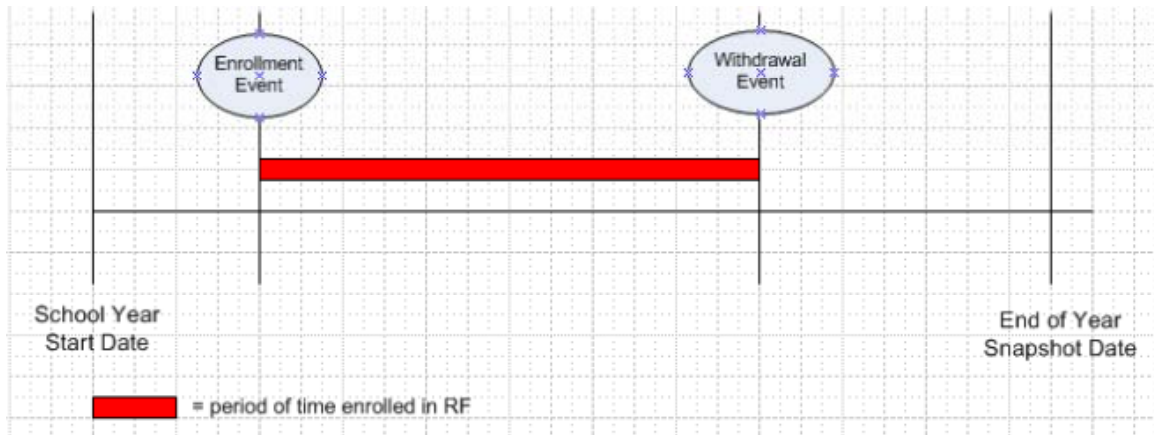 Enrollment
Event
Withdrawal
Event
School Year
Start Date
End of Year
Snapshot Date
= period of time enrolled in RF